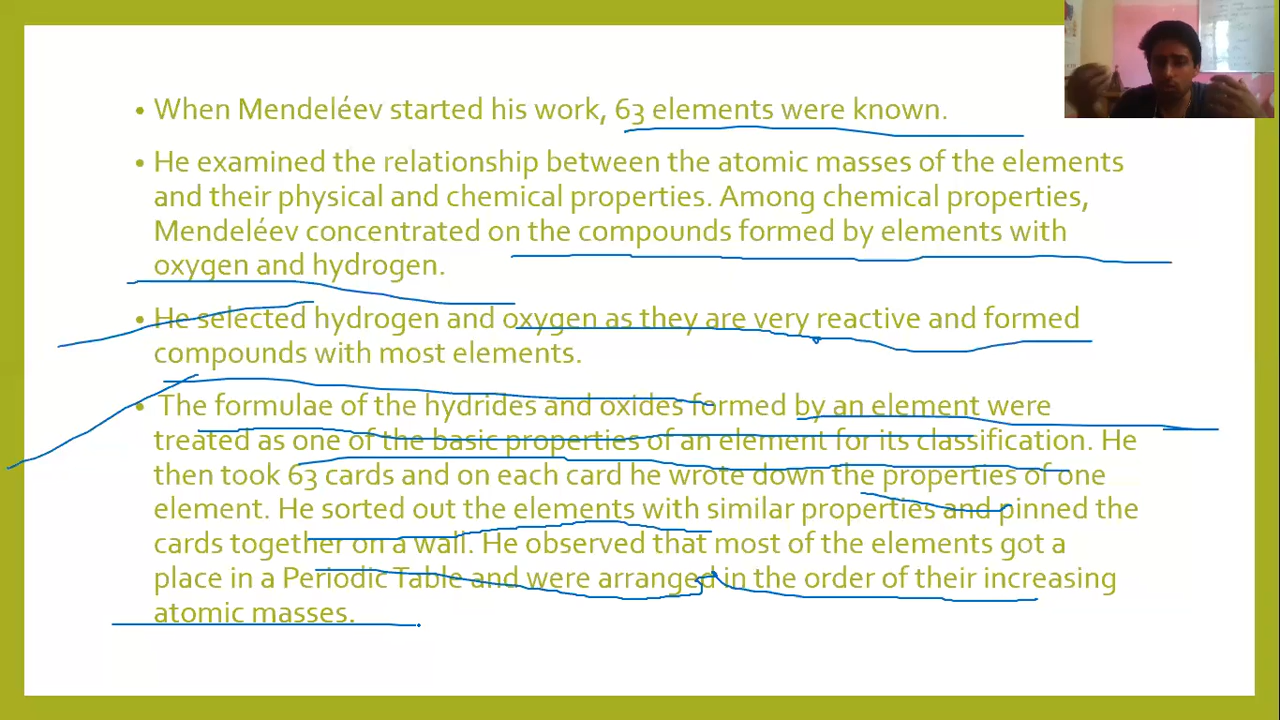 • When Mendeléev started his work, 63 elements were known.
• He examined the relationship between the atomic masses of the elements
and their physical and chemical properties. Among chemical properties,
Mendeléev concentrated on the compounds formed by elements with
oxygen and hydrogen.
• He selected hydrogen and oxygen as they are very reactive and formed
compounds with most elements.
• The formulae of the hydrides and oxides formed by an element were
treated as one of the basic properties of an element for its classification. He
then took 63 cards and on each card he wrote down the properties of one
element. He sorted out the elements with similar properties and pinned the
cards together on a wall. He observed that most of the elements got a
place in a Periodic Table and were arranged in the order of their increasing
atomic masses.